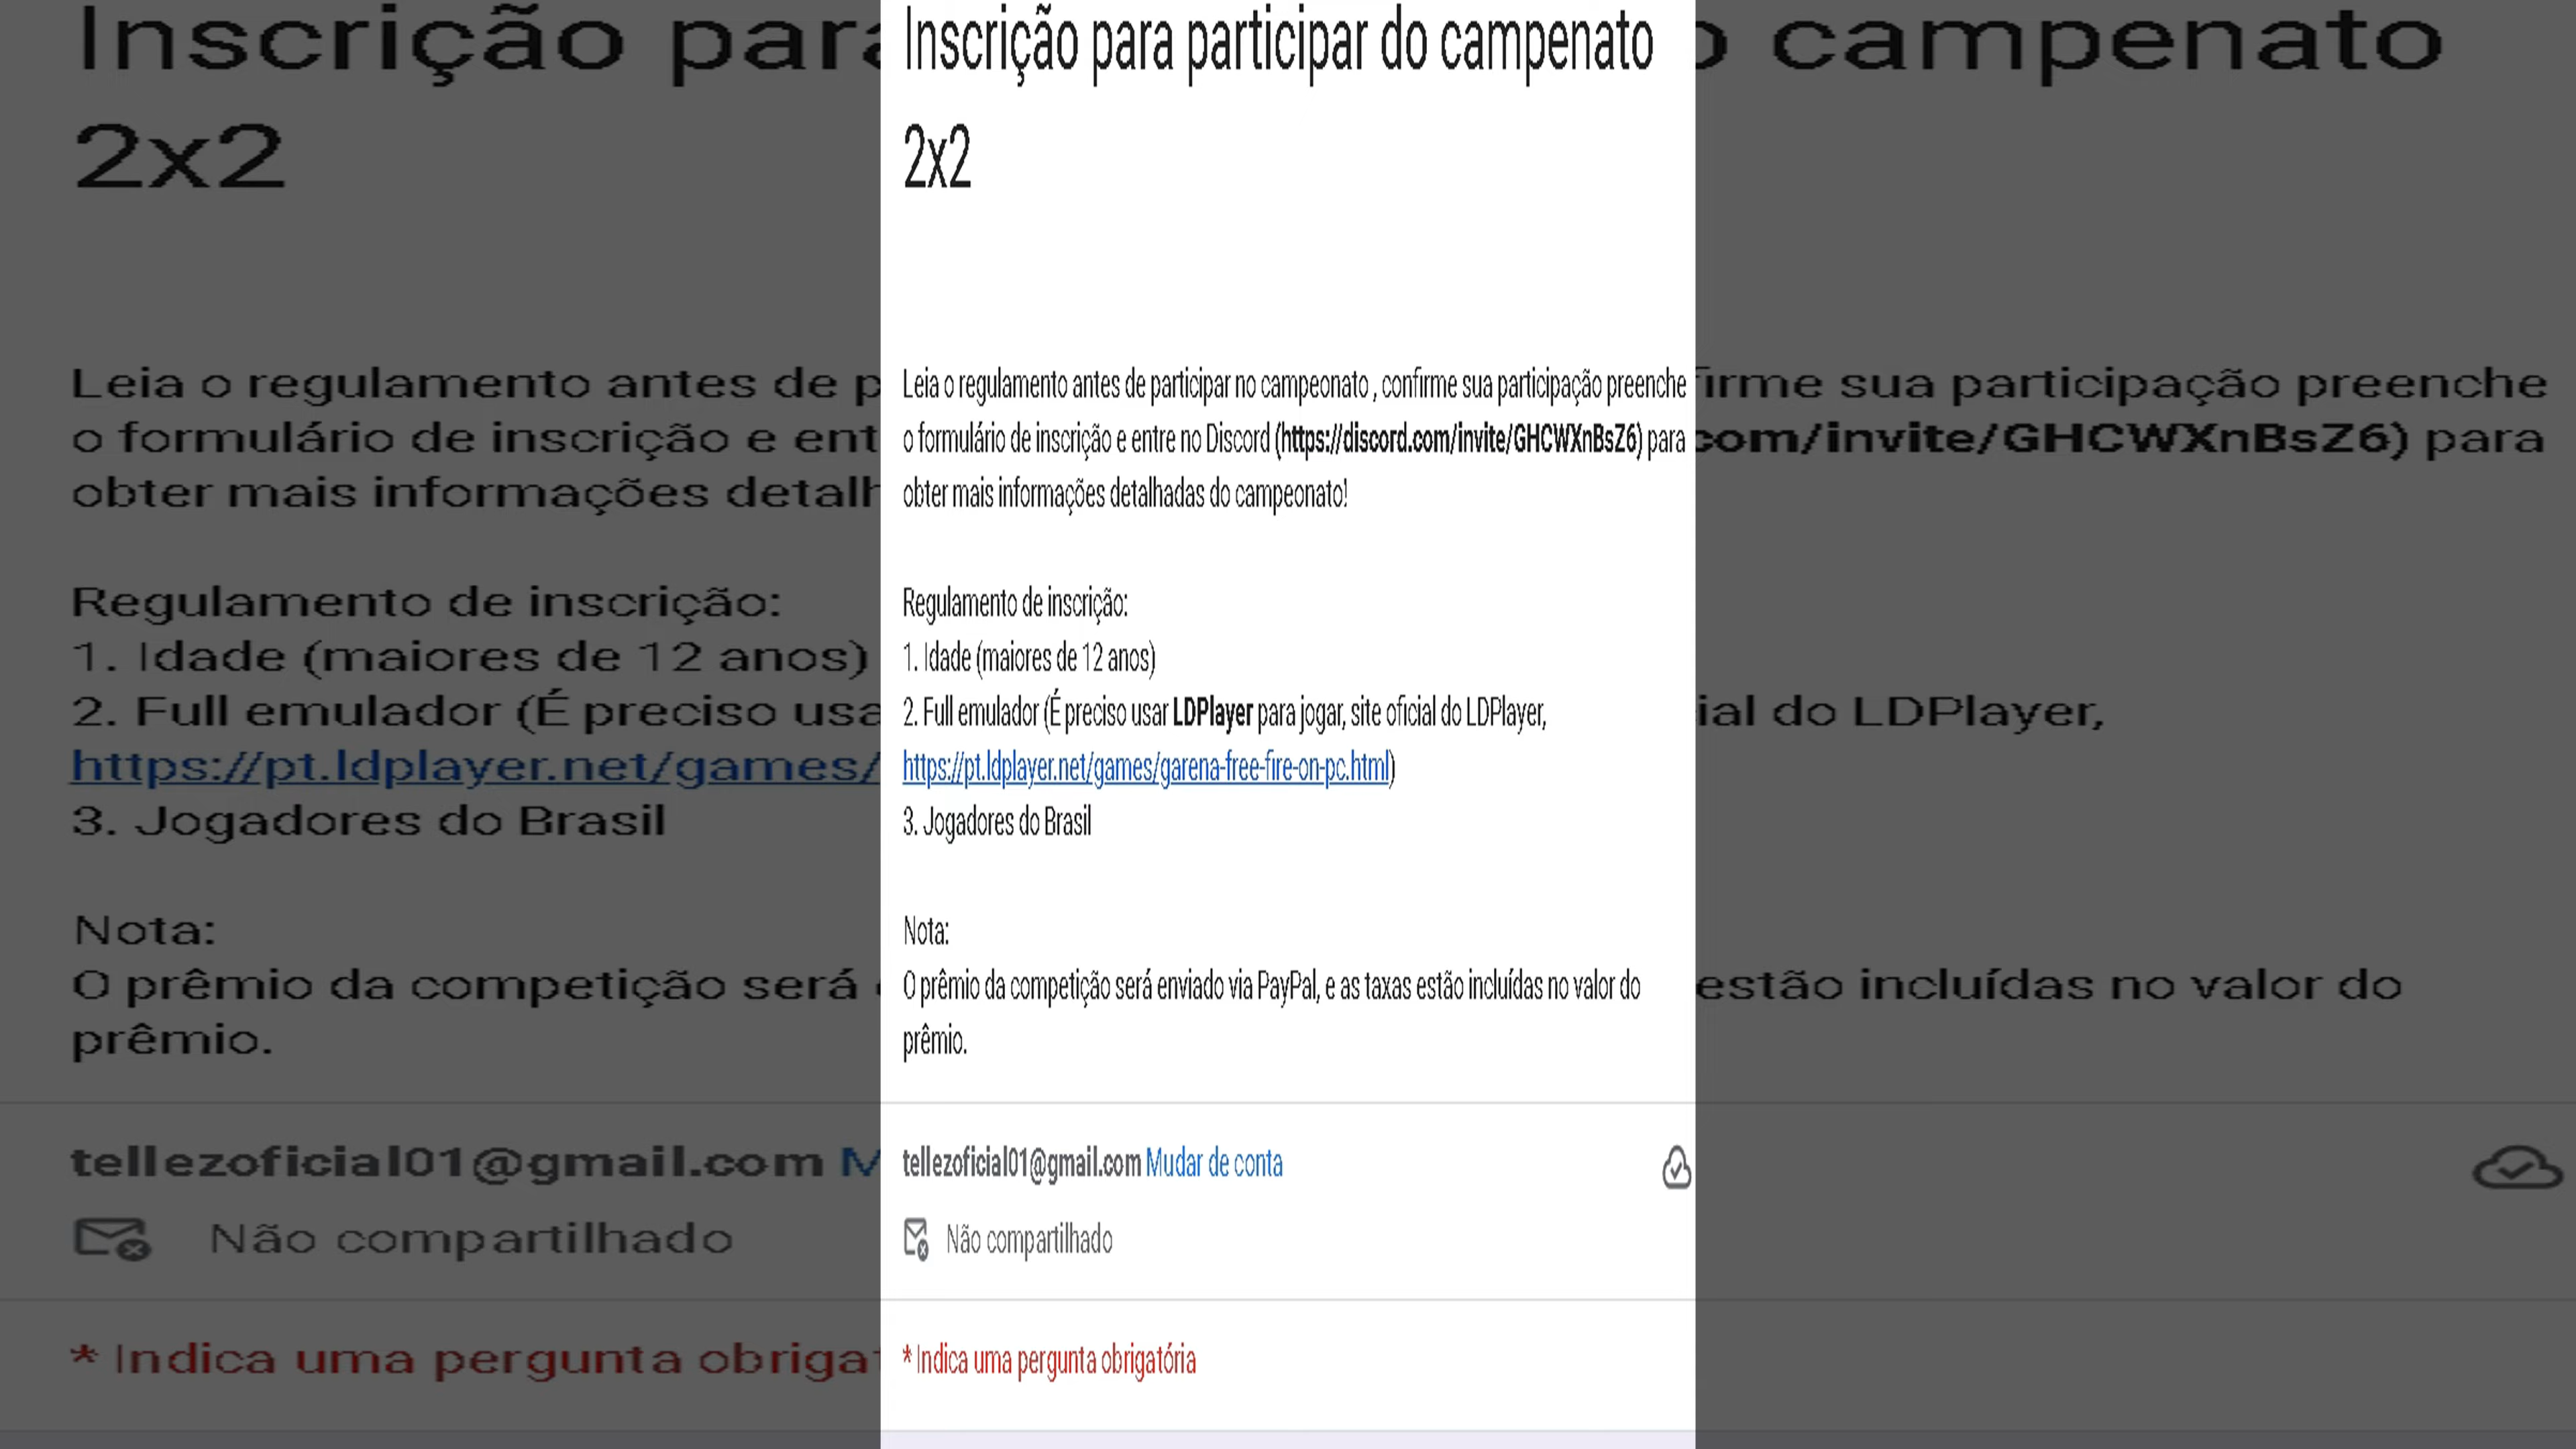 Inscrição para participar do campenato
2x2
Leia o regulamento antes de participar no campeonato , confirme sua participação preenche
o formulário de inscrição e entre no Discord (https://discord.com/invite/GHCWXnBsZ6) para
obter mais informações detalhadas do campeonato!
Regulamento de inscrição:
1. Idade (maiores de 12 anos)
2. Full emulador (É preciso usar LDPlayer para jogar, site oficial do LDPlayer,
https://pt.ldplayer.net/games/garena-free-fire-on-pc.html)
3. Jogadores do Brasil
Nota:
O prêmio da competição será enviado via PayPal, e as taxas estão incluídas no valor do
prêmio.
tellezoficial01@gmail.com Mudar de conta
Não compartilhado
* Indica uma pergunta obrigatória